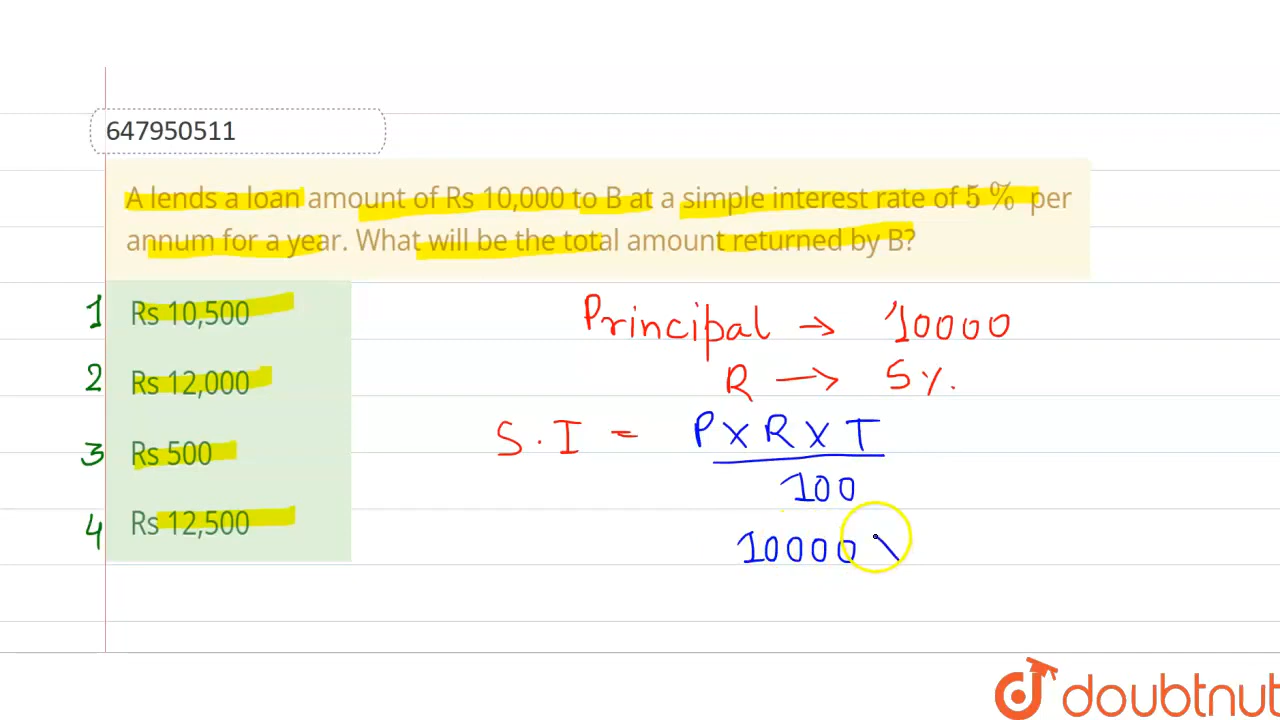 647950511
A lends a loan amount of Rs 10,000 to B at a simple interest rate of 5 % per
annum for a year. What will be the total amount returned by B?
1 Rs 10,500
2 Rs 12,000
3 Rs 500
4 Rs 12,500
Principal → 10000
R → 5%.
S.I = P X R X T
100
10000
doubtnut